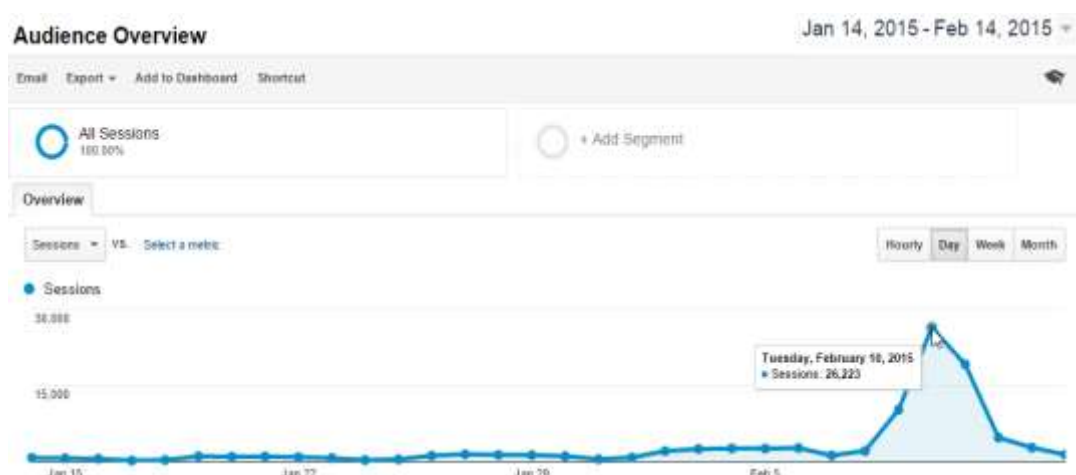 Audience Overview
Jan 14, 2015 - Feb 14, 2015
Email Export Add to Dashboard Shortcut
All Sessions
100.00%
+ Add Segment
Overview
Sessions VS. Select a metric
Hourly Day Week Month
Sessions
30,000
Tuesday, February 10, 2015
Sessions: 26,223
15,000
Jan 15 Jan 22 Jan 29 Feb 5